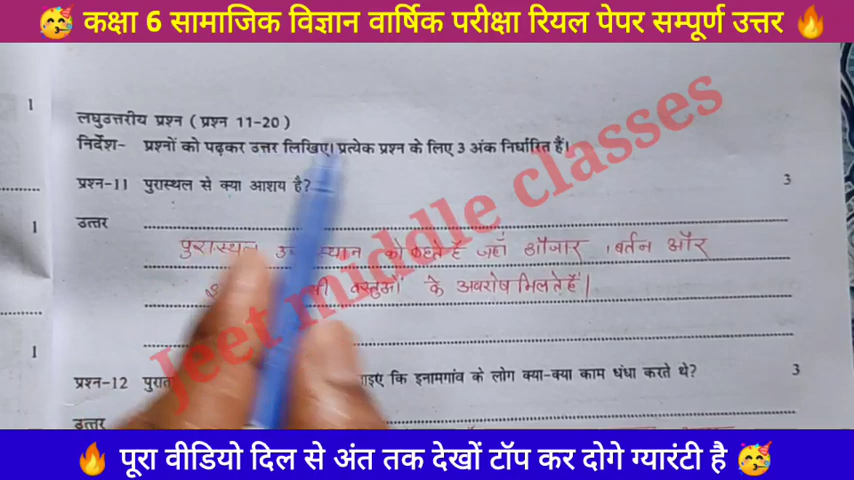 🥳 कक्षा 6 सामाजिक विज्ञान वार्षिक परीक्षा रियल पेपर सम्पूर्ण उत्तर 🔥
1
लघुउत्तरीय प्रश्न ( प्रश्न 11-20 )
निर्देश- प्रश्नों को पढ़कर उत्तर लिखिए। प्रत्येक प्रश्न के लिए 3 अंक निर्धारित हैं।
प्रश्न-11 पुरास्थल से क्या आशय है? 3
1
उत्तर
पुरास्थल स्थान को कहते हैं जहाँ औजार , बर्तन और
वस्तुओं के अवशेष मिलते हैं।
Jeet middle classes
1
प्रश्न-12 कि इनामगांव के लोग क्या-क्या काम धंधा करते थे? 3
उत्तर
🔥 पूरा वीडियो दिल से अंत तक देखों टॉप कर दोगे ग्यारंटी है 🥳